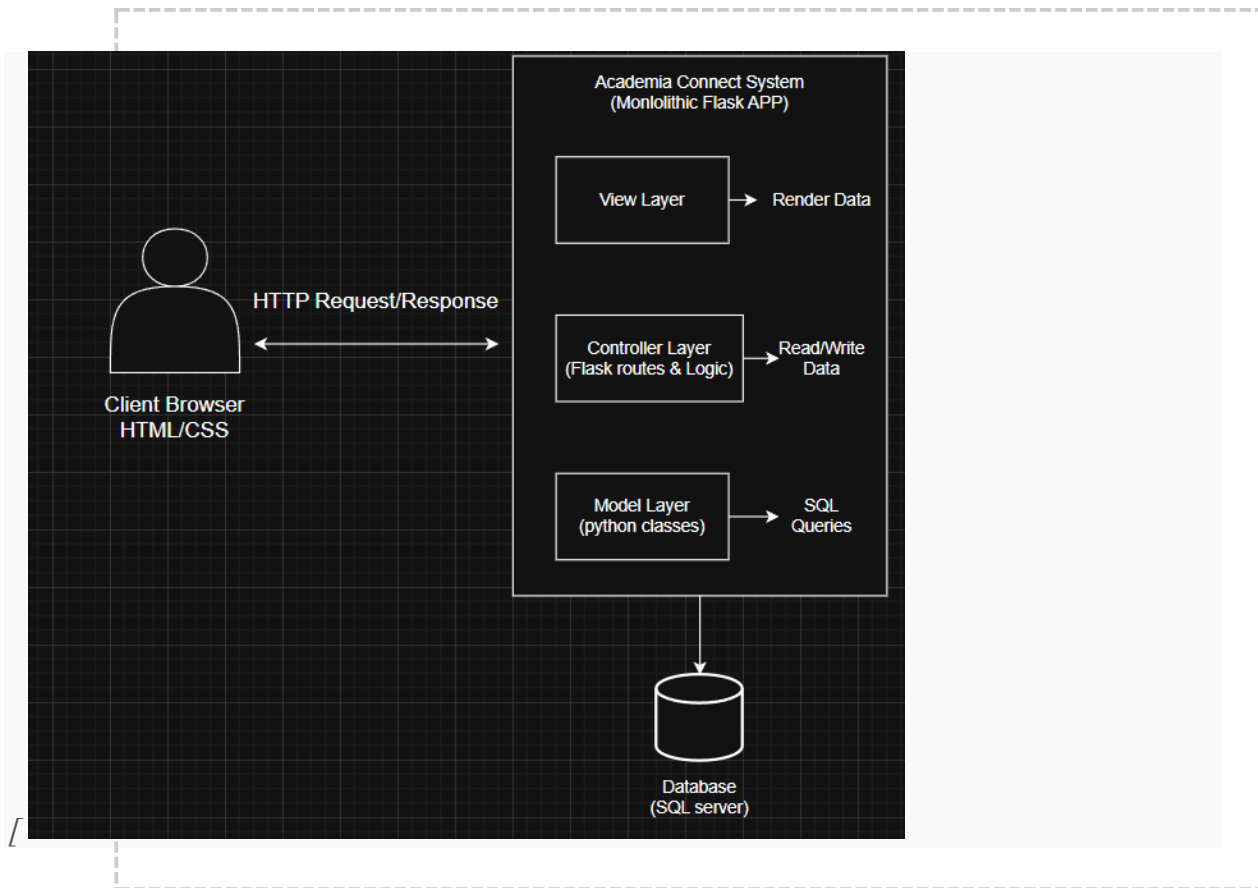 Academia Connect System
(Monlolithic Flask APP)
View Layer
Render Data
HTTP Request/Response
Controller Layer
(Flask routes & Logic)
Read/Write
Data
Client Browser
HTML/CSS
Model Layer
(python classes)
SQL
Queries
Database
(SQL server)
[